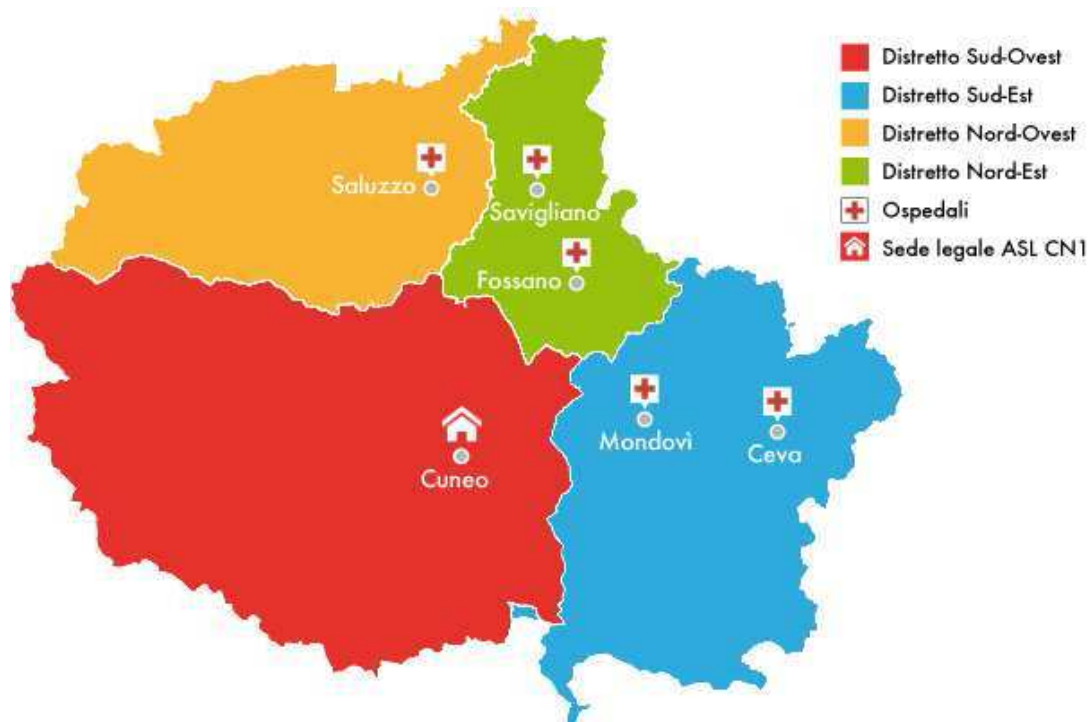 Distretto Sud-Ovest
Distretto Sud-Est
Distretto Nord-Ovest
Distretto Nord-Est
Ospedali
Sede legale ASL CN1
Saluzzo
Savigliano
Fossano
Mondovì
Ceva
Cuneo